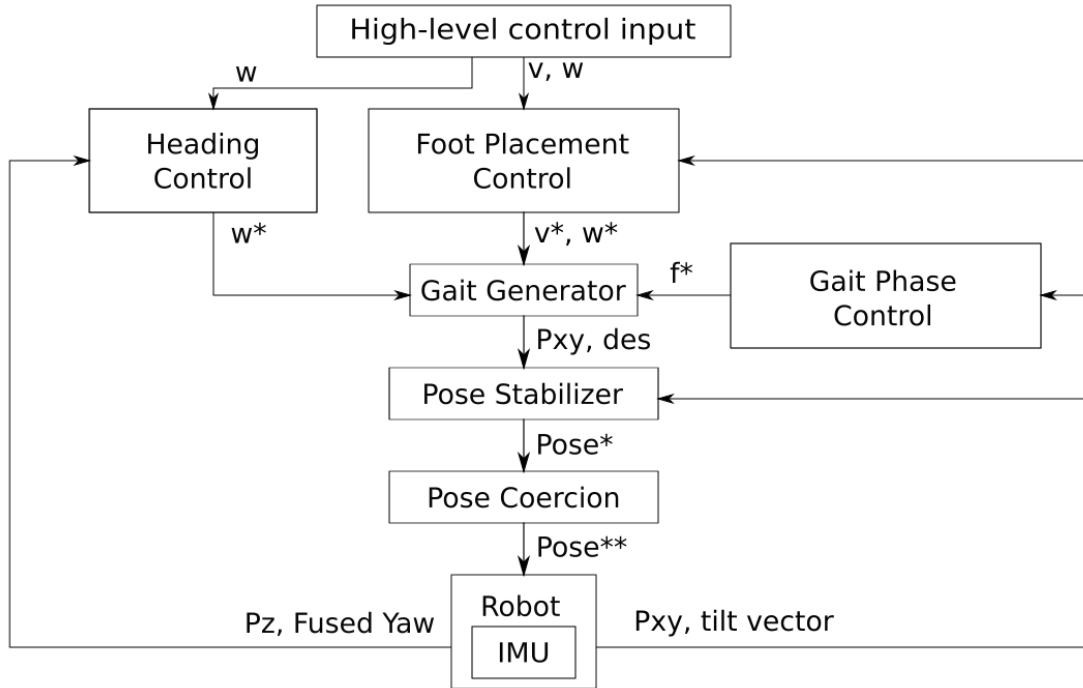 High-level control input
w
v, w
Heading
Control
Foot Placement
Control
w*
v*, w*
Gait Generator
f*
Gait Phase
Control
Pxy, des
Pose Stabilizer
Pose*
Pose Coercion
Pose**
Pz, Fused Yaw
Robot
IMU
Pxy, tilt vector